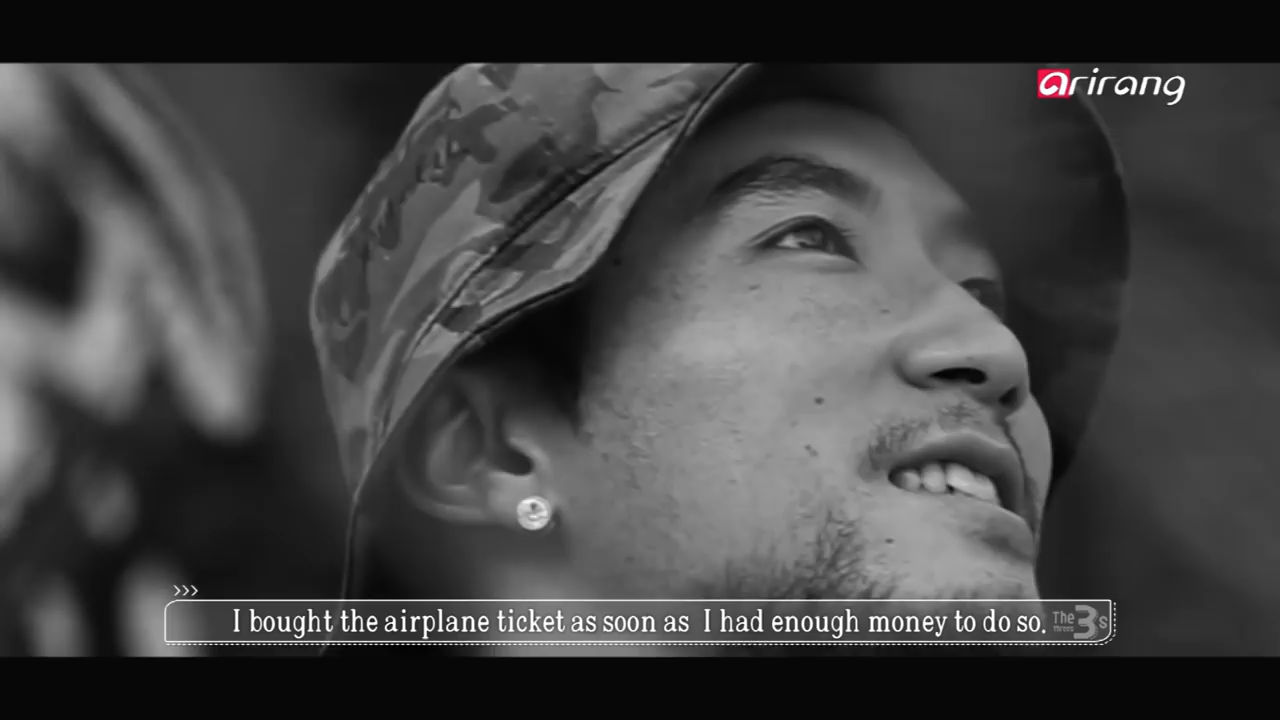 arirang
>>>
I bought the airplane ticket as soon as I had enough money to do so.
The 3s
threes